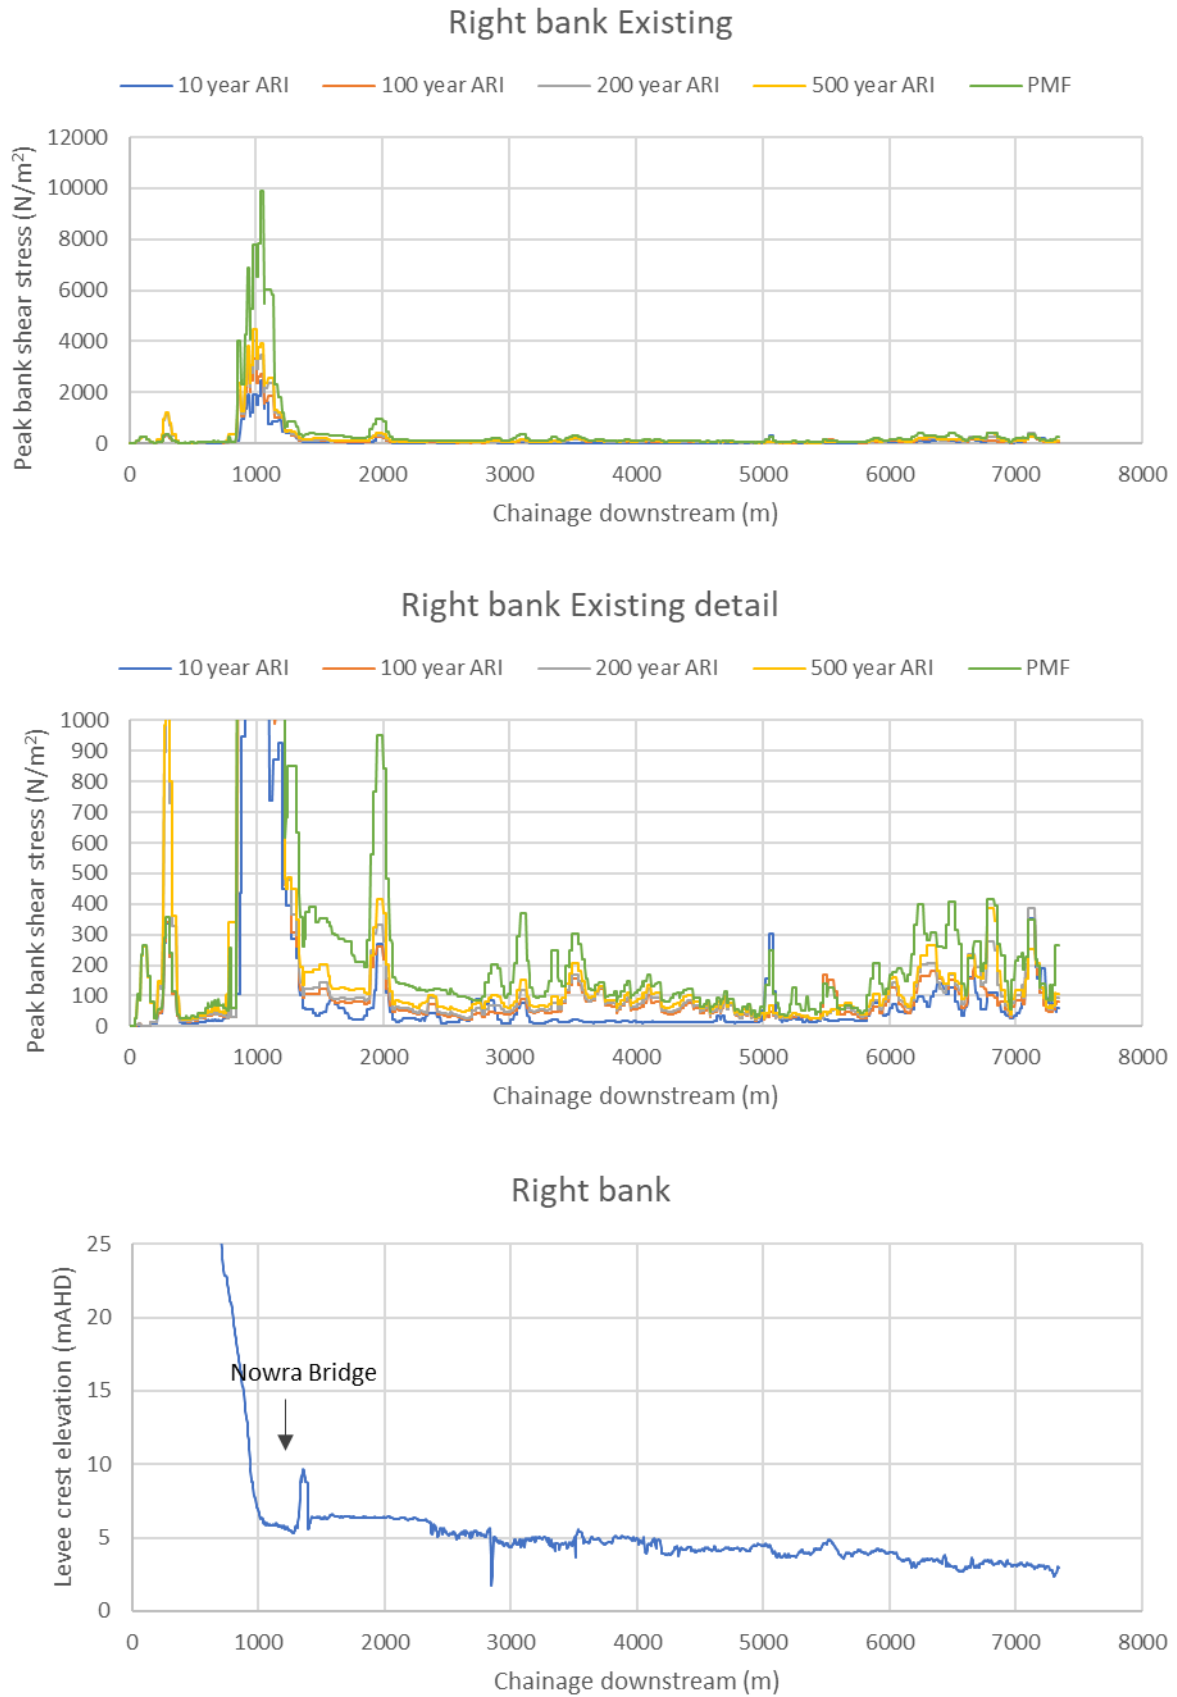 Right bank Existing
10 year ARI 100 year ARI 200 year ARI 500 year ARI PMF
Peak bank shear stress (N/m²)
12000
10000
8000
6000
4000
2000
0
0 1000 2000 3000 4000 5000 6000 7000 8000
Chainage downstream (m)
Right bank Existing detail
10 year ARI 100 year ARI 200 year ARI 500 year ARI PMF
Peak bank shear stress (N/m²)
1000
900
800
700
600
500
400
300
200
100
0
0 1000 2000 3000 4000 5000 6000 7000 8000
Chainage downstream (m)
Right bank
Levee crest elevation (mAHD)
25
20
15
10
5
0
Nowra Bridge
0 1000 2000 3000 4000 5000 6000 7000 8000
Chainage downstream (m)